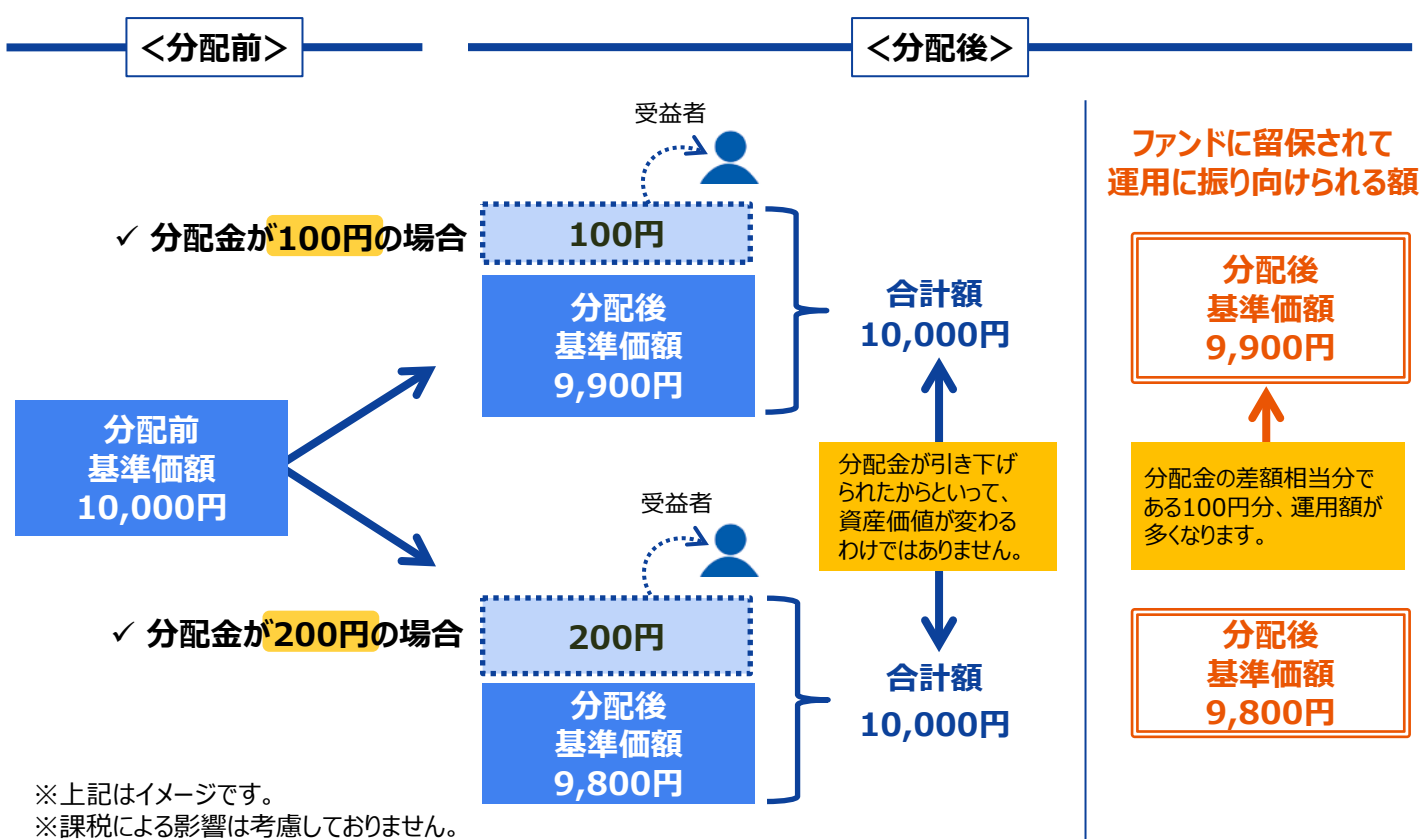 ＜分配前＞
＜分配後＞
受益者
✓ 分配金が100円の場合
100円
分配後
基準価額
9,900円
合計額
10,000円
分配前
基準価額
10,000円
分配金が引き下げ
られたからといって、
資産価値が変わる
わけではありません。
受益者
✓ 分配金が200円の場合
200円
分配後
基準価額
9,800円
合計額
10,000円
ファンドに留保されて
運用に振り向けられる額
分配後
基準価額
9,900円
分配金の差額相当分で
ある100円分、運用額が
多くなります。
分配後
基準価額
9,800円
※上記はイメージです。
※課税による影響は考慮しておりません。